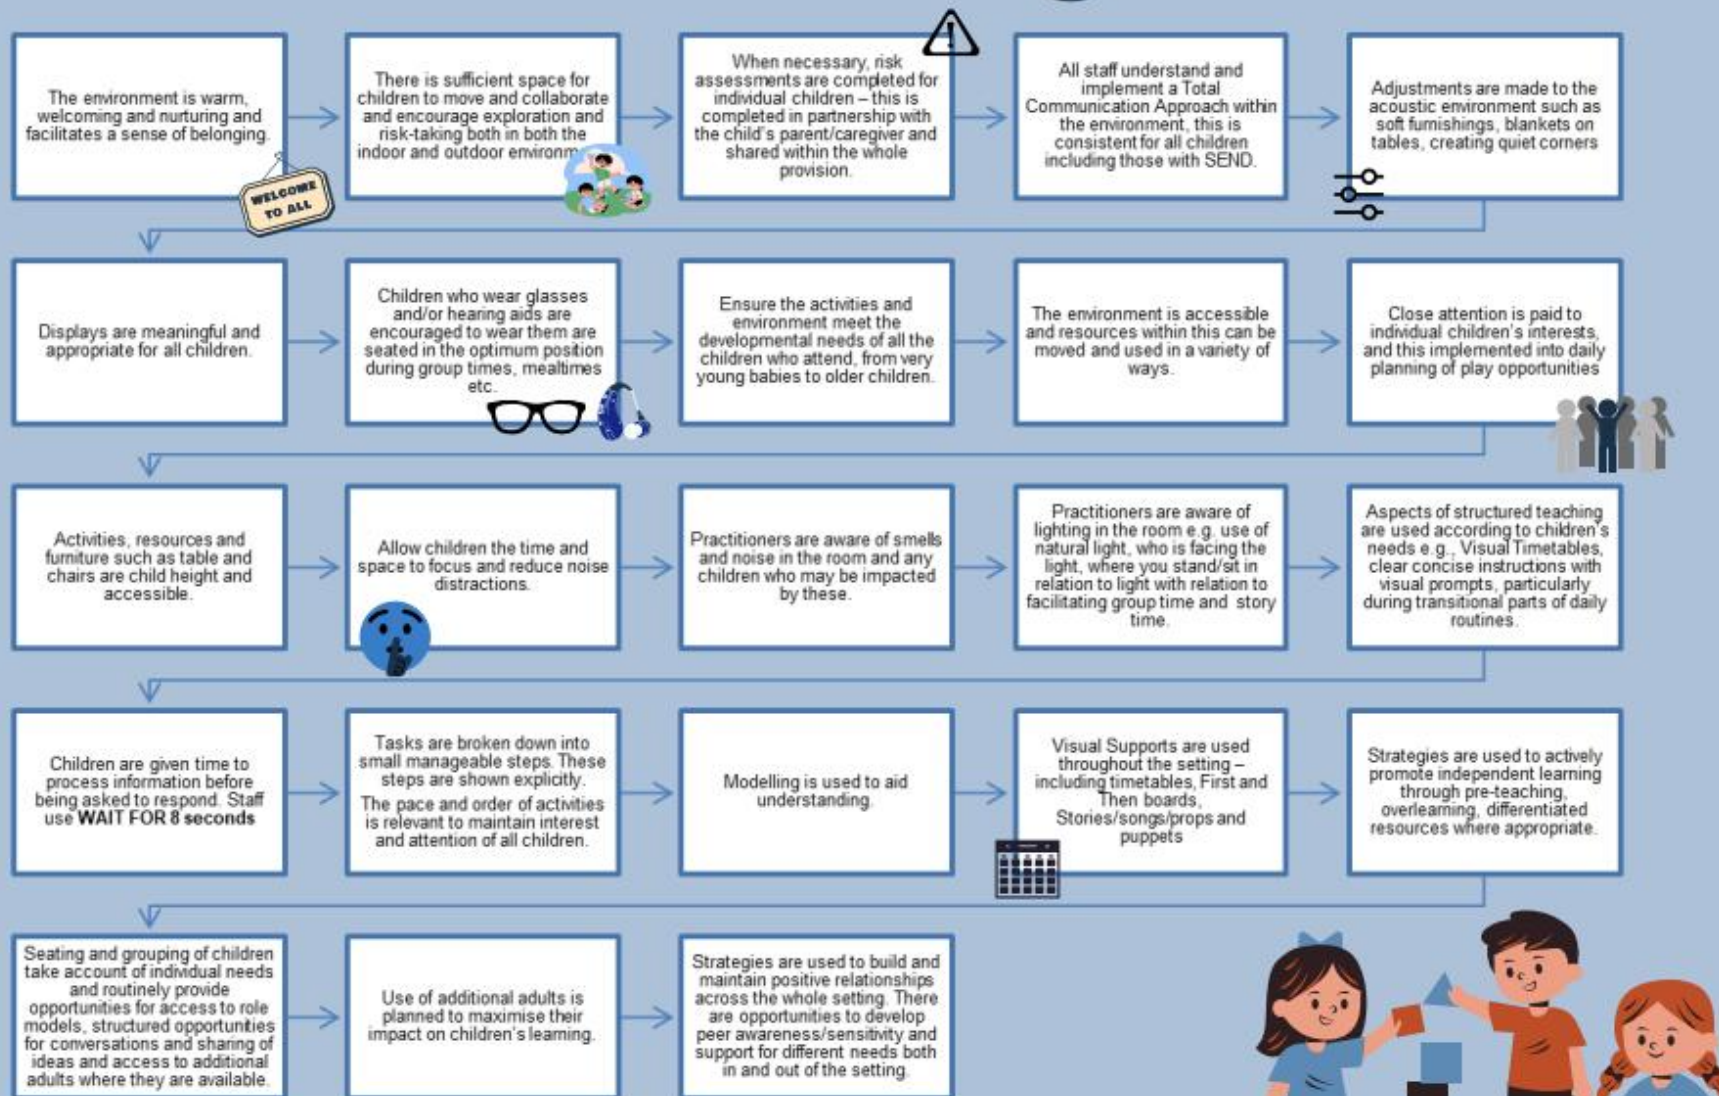 The environment is warm,
welcoming and nurturing and
facilitates a sense of belonging.
WELCOME
TO ALL
There is sufficient space for
children to move and collaborate
and encourage exploration and
risk-taking both in both the
indoor and outdoor environm
When necessary, risk
assessments are completed for
individual children – this is
completed in partnership with
the child's parent/caregiver and
shared within the whole
provision.
All staff understand and
implement a Total
Communication Approach within
the environment, this is
consistent for all children
including those with SEND.
Adjustments are made to the
acoustic environment such as
soft furnishings, blankets on
tables, creating quiet corners
Displays are meaningful and
appropriate for all children.
Children who wear glasses
and/or hearing aids are
encouraged to wear them are
seated in the optimum position
during group times, mealtimes
etc.
Ensure the activities and
environment meet the
developmental needs of all the
children who attend, from very
young babies to older children.
The environment is accessible
and resources within this can be
moved and used in a variety of
ways.
Close attention is paid to
individual children's interests,
and this implemented into daily
planning of play opportunities
Activities, resources and
furniture such as table and
chairs are child height and
accessible.
Allow children the time and
space to focus and reduce noise
distractions.
Practitioners are aware of smells
and noise in the room and any
children who may be impacted
by these.
Practitioners are aware of
lighting in the room e.g. use of
natural light, who is facing the
light, where you stand/sit in
relation to light with relation to
facilitating group time and story
time.
Aspects of structured teaching
are used according to children's
needs e.g., Visual Timetables,
clear concise instructions with
visual prompts, particularly
during transitional parts of daily
routines.
Children are given time to
process information before
being asked to respond. Staff
use WAIT FOR 8 seconds
Tasks are broken down into
small manageable steps. These
steps are shown explicitly.
The pace and order of activities
is relevant to maintain interest
and attention of all children.
Modelling is used to aid
understanding.
Visual Supports are used
throughout the setting –
including timetables, First and
Then boards,
Stories/songs/props and
puppets
Strategies are used to actively
promote independent learning
through pre-teaching,
overlearning, differentiated
resources where appropriate.
Seating and grouping of children
take account of individual needs
and routinely provide
opportunities for access to role
models, structured opportunities
for conversations and sharing of
ideas and access to additional
adults where they are available.
Use of additional adults is
planned to maximise their
impact on children's learning.
Strategies are used to build and
maintain positive relationships
across the whole setting. There
are opportunities to develop
peer awareness/sensitivity and
support for different needs both
in and out of the setting.